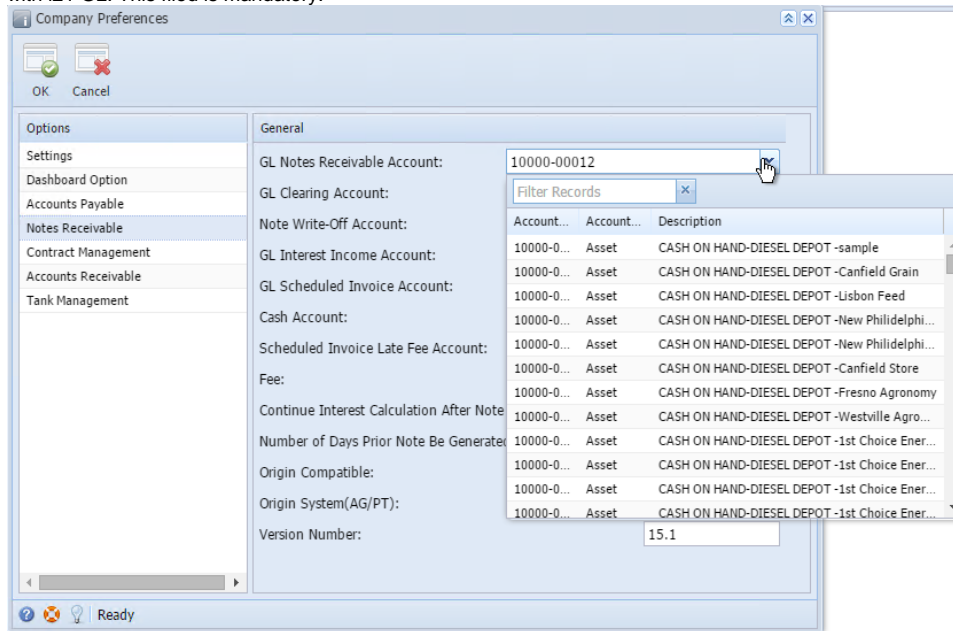 Company Preferences
OK Cancel
Options
Settings
Dashboard Option
Accounts Payable
Notes Receivable
Contract Management
Accounts Receivable
Tank Management
General
GL Notes Receivable Account: 10000-00012
GL Clearing Account:
Note Write-Off Account:
GL Interest Income Account:
GL Scheduled Invoice Account:
Cash Account:
Scheduled Invoice Late Fee Account:
Fee:
Continue Interest Calculation After Note
Number of Days Prior Note Be Generated
Origin Compatible:
Origin System(AG/PT):
Version Number: 15.1
Filter Records
Account... Account... Description
10000-0... Asset CASH ON HAND-DIESEL DEPOT -sample
10000-0... Asset CASH ON HAND-DIESEL DEPOT -Canfield Grain
10000-0... Asset CASH ON HAND-DIESEL DEPOT -Lisbon Feed
10000-0... Asset CASH ON HAND-DIESEL DEPOT -New Philidelphi...
10000-0... Asset CASH ON HAND-DIESEL DEPOT -New Philidelphi...
10000-0... Asset CASH ON HAND-DIESEL DEPOT -Canfield Store
10000-0... Asset CASH ON HAND-DIESEL DEPOT -Fresno Agronomy
10000-0... Asset CASH ON HAND-DIESEL DEPOT -Westville Agro...
10000-0... Asset CASH ON HAND-DIESEL DEPOT -1st Choice Ener...
10000-0... Asset CASH ON HAND-DIESEL DEPOT -1st Choice Ener...
10000-0... Asset CASH ON HAND-DIESEL DEPOT -1st Choice Ener...
10000-0... Asset CASH ON HAND-DIESEL DEPOT -1st Choice Ener...
Ready